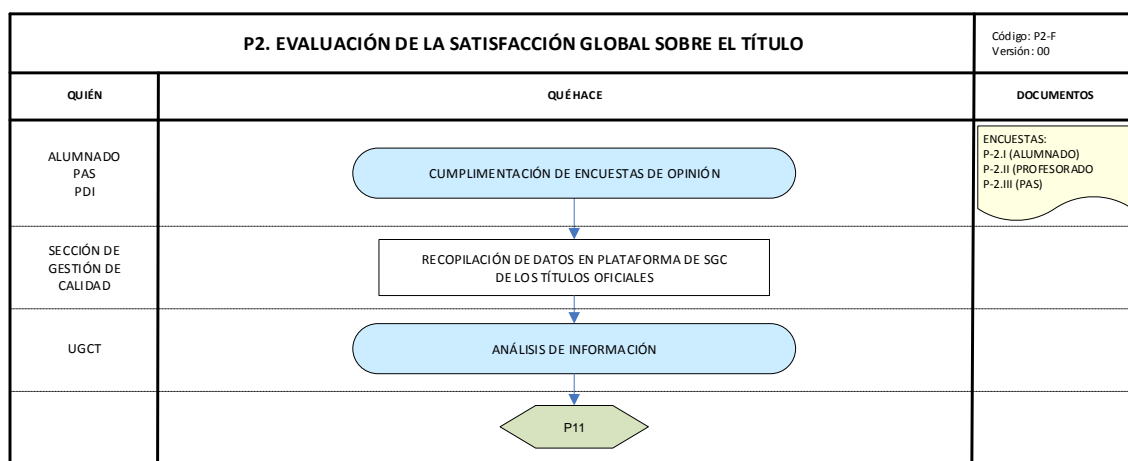 P2. EVALUACIÓN DE LA SATISFACCIÓN GLOBAL SOBRE EL TÍTULO
Código: P2-F
Versión: 00
QUIÉN
QUÉ HACE
DOCUMENTOS
ALUMNADO
PAS
PDI
CUMPLIMENTACIÓN DE ENCUESTAS DE OPINIÓN
ENCUESTAS:
P-2.I (ALUMNADO)
P-2.II (PROFESORADO
P-2.III (PAS)
SECCIÓN DE
GESTIÓN DE
CALIDAD
RECOPILACIÓN DE DATOS EN PLATAFORMA DE SGC
DE LOS TÍTULOS OFICIALES
UGCT
ANÁLISIS DE INFORMACIÓN
P11